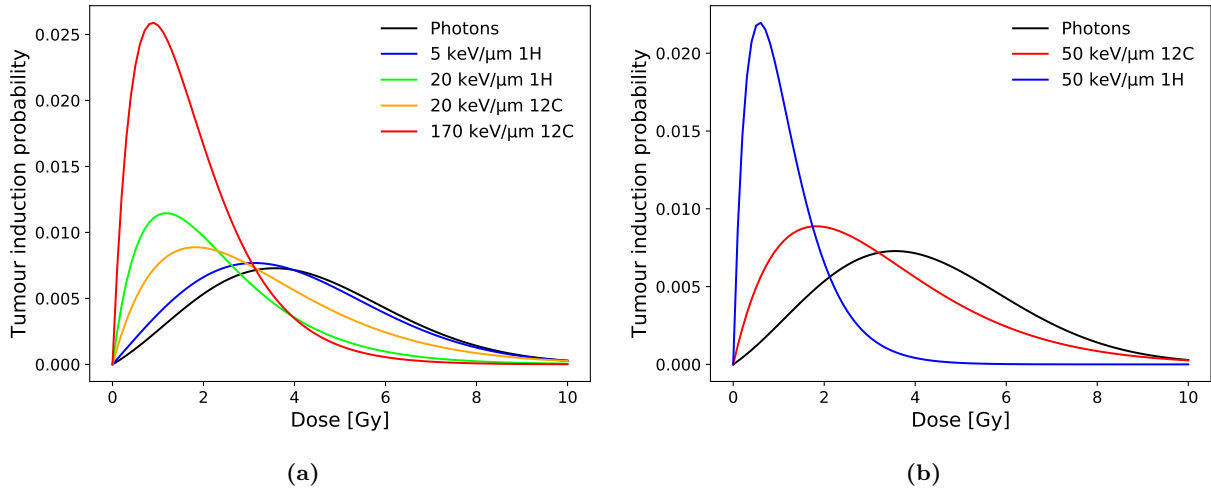 Tumour induction probability
0.025
0.020
0.015
0.010
0.005
0.000
Photons
5 keV/μm 1H
20 keV/μm 1H
20 keV/μm 12C
170 keV/μm 12C
0 2 4 6 8 10
Dose [Gy]
(a)
Tumour induction probability
0.020
0.015
0.010
0.005
0.000
Photons
50 keV/μm 12C
50 keV/μm 1H
0 2 4 6 8 10
Dose [Gy]
(b)